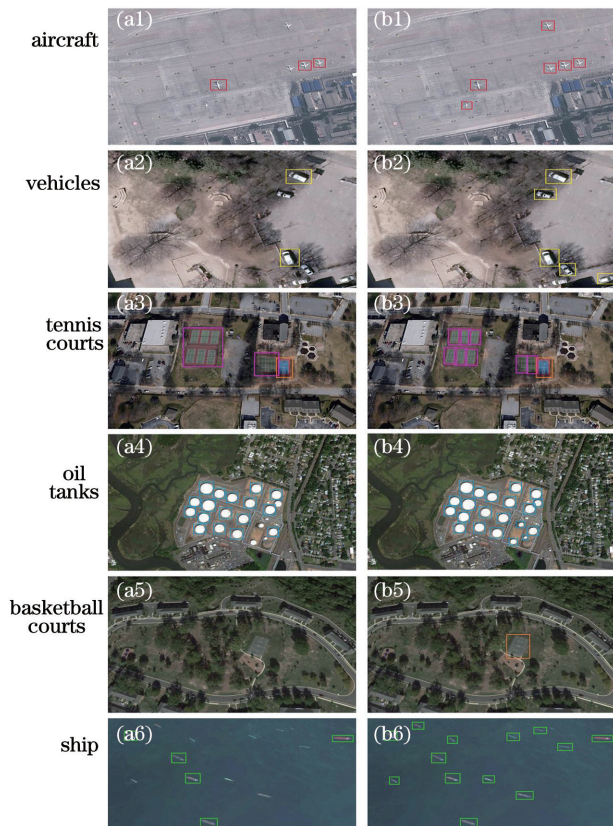 aircraft
(a1)
(b1)
vehicles
(a2)
(b2)
tennis
courts
(a3)
(b3)
oil
tanks
(a4)
(b4)
basketball
courts
(a5)
(b5)
ship
(a6)
(b6)